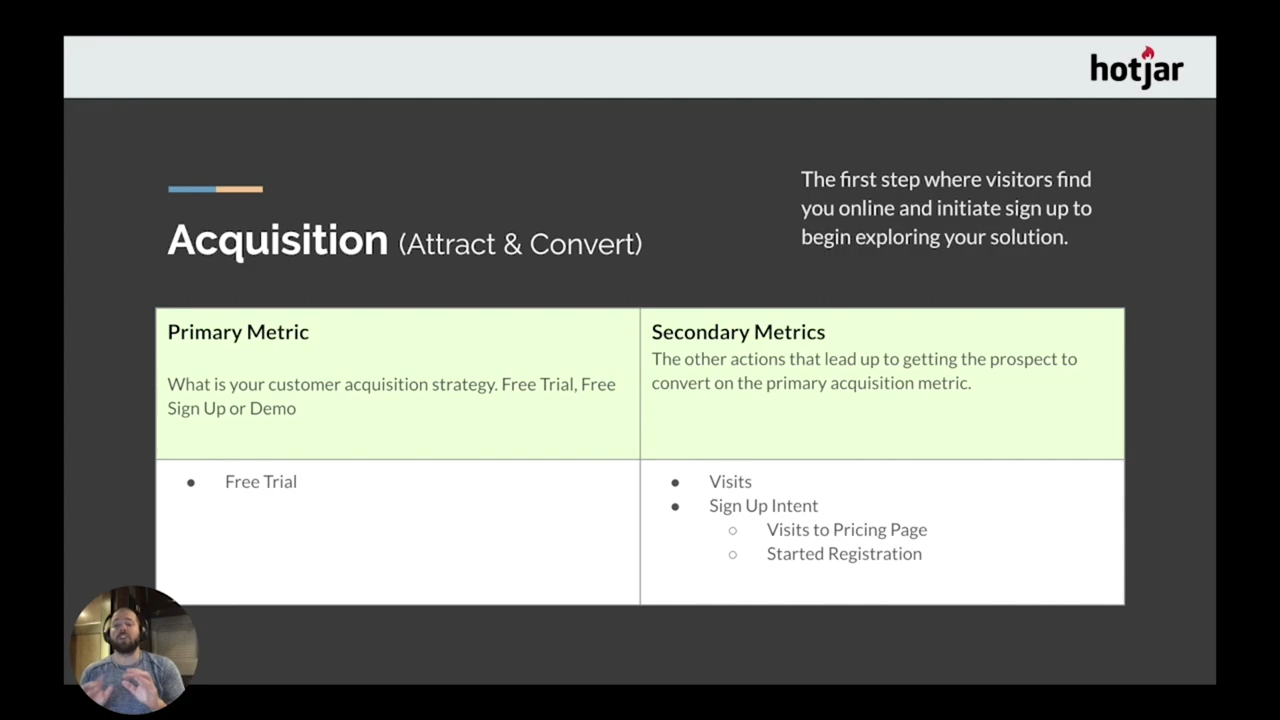 hotjar
The first step where visitors find
you online and initiate sign up to
begin exploring your solution.
Acquisition (Attract & Convert)
Primary Metric
What is your customer acquisition strategy. Free Trial, Free
Sign Up or Demo
Secondary Metrics
The other actions that lead up to getting the prospect to
convert on the primary acquisition metric.
● Free Trial
● Visits
● Sign Up Intent
○ Visits to Pricing Page
○ Started Registration